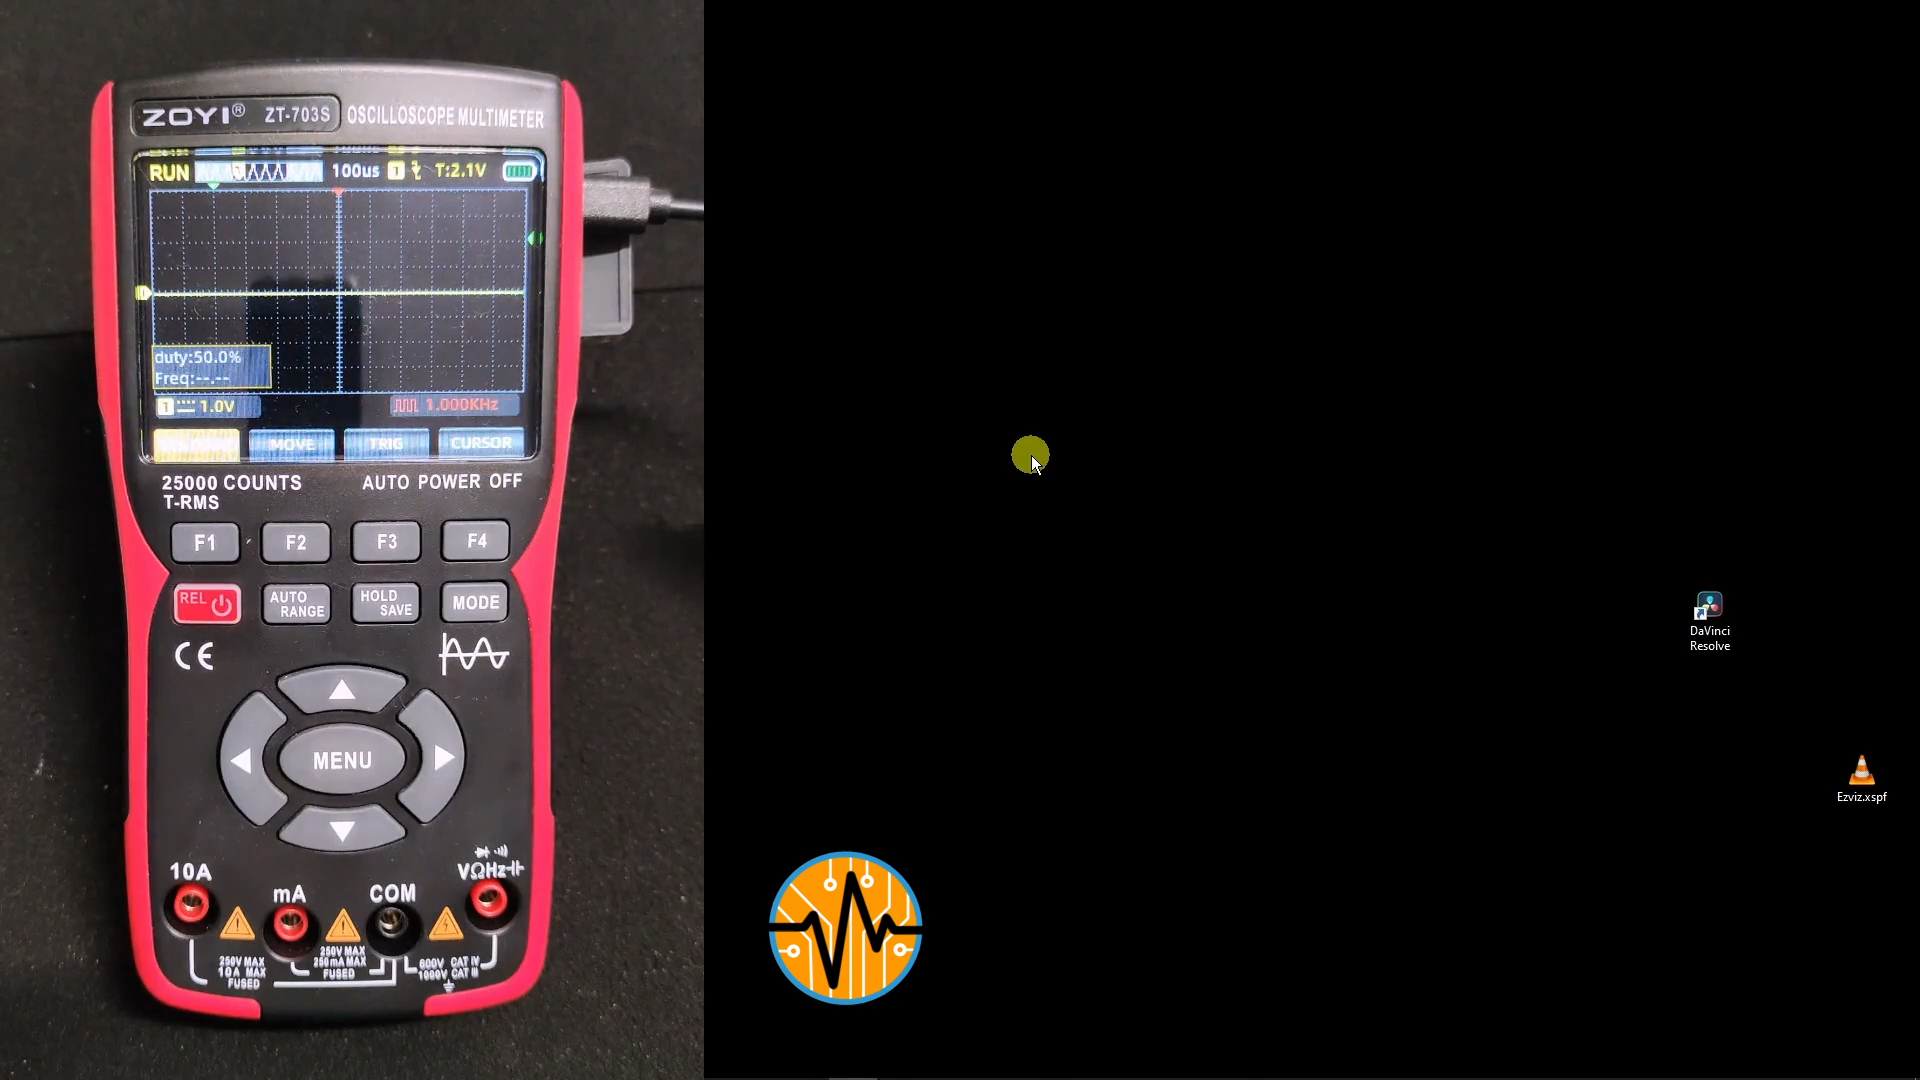 ZOYI® ZT-703S OSCILLOSCOPE MULTIMETER
RUN 100us 1 T:2.1V
duty:50.0%
Freq:--.--
1 1.0V 1.000KHz
MOVE TRIG CURSOR
25000 COUNTS AUTO POWER OFF
T-RMS
F1 F2 F3 F4
REL AUTO RANGE HOLD SAVE MODE
CE
MENU
10A mA COM VΩHz
250V MAX
10A MAX
FUSED
250V MAX
250mA MAX
FUSED
600V CAT IV
1000V CAT III
DaVinci
Resolve
Ezviz.xspf